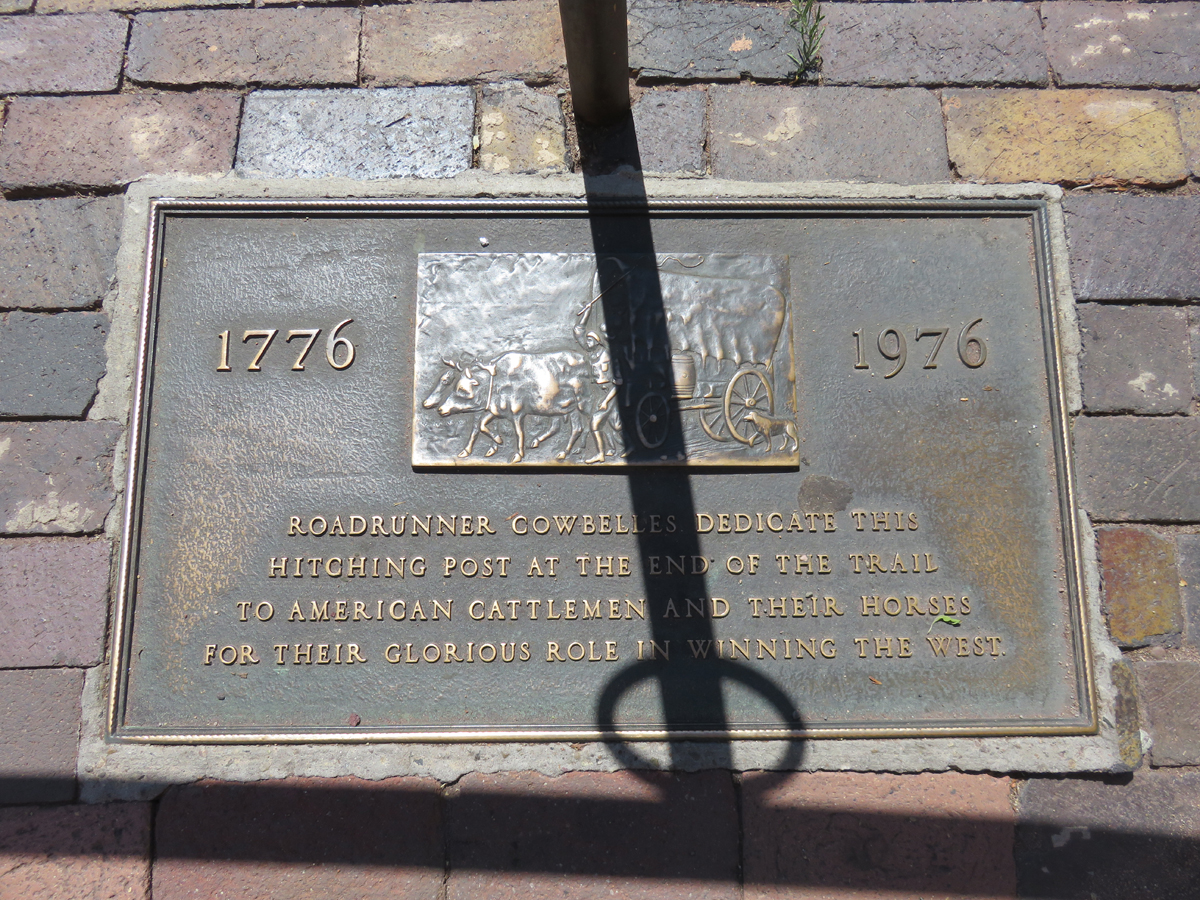 1776
1976
ROADRUNNER COWBELLES DEDICATE THIS
HITCHING POST AT THE END OF THE TRAIL
TO AMERICAN CATTLEMEN AND THEIR HORSES
FOR THEIR GLORIOUS ROLE IN WINNING THE WEST.